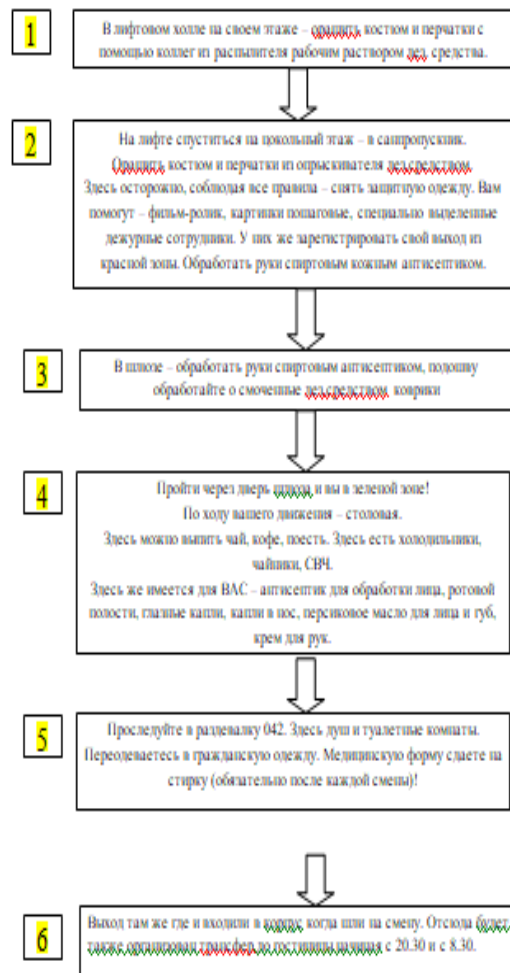 1
В лифтовом холле на своем этаже – орашить костюм и перчатки с
помощью коллег из распылителя рабочим раствором дез. средства.
2
На лифте спуститься на цокольный этаж – в санпропускник.
Орашить костюм и перчатки из опрыскивателя дез.средством.
Здесь осторожно, соблюдая все правила – снять защитную одежду. Вам
помогут – фильм-ролик, картинки пошаговые, специально выделенные
дежурные сотрудники. У них же зарегистрировать свой выход из
красной зоны. Обработать руки спиртовым кожным антисептиком.
3
В шлюзе – обработать руки спиртовым антисептиком, подошву
обработайте о смоченные дез.средством коврики
4
Пройти через дверь шлюза и вы в зеленой зоне!
По ходу вашего движения – столовая.
Здесь можно выпить чай, кофе, поесть. Здесь есть холодильники,
чайники, СВЧ.
Здесь же имеется для ВАС – антисептик для обработки лица, ротовой
полости, глазные капли, капли в нос, персиковое масло для лица и губ,
крем для рук.
5
Проследуйте в раздевалку 042. Здесь душ и туалетные комнаты.
Переодеваетесь в гражданскую одежду. Медицинскую форму сдаете на
стирку (обязательно после каждой смены)!
6
Выход там же где и входили в корпус когда шли на смену. Отсюда будет
также организован трансфер до гостиницы начиная с 20.30 и с 8.30.